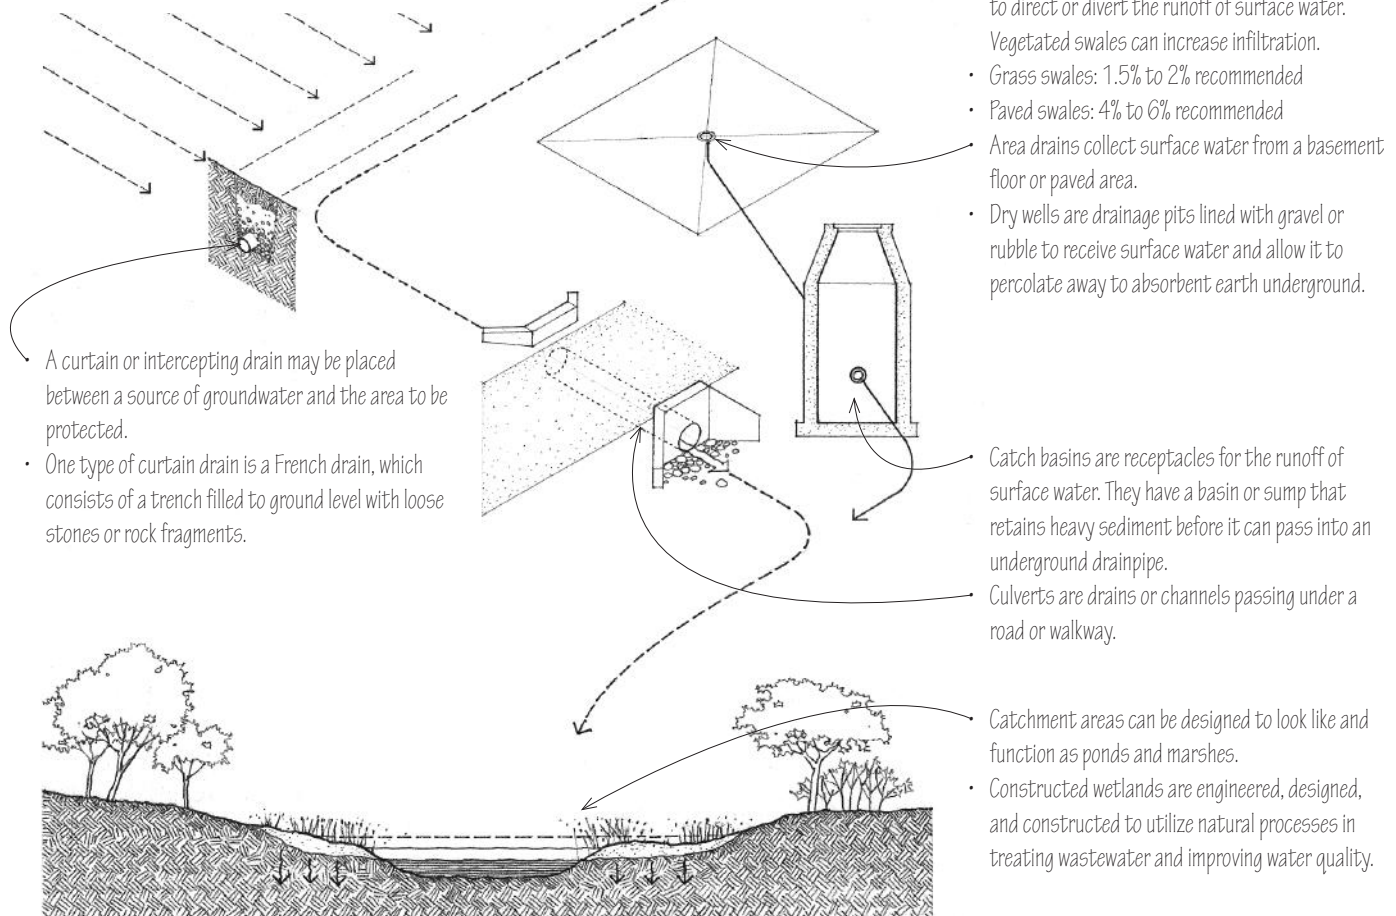 to direct or divert the runoff of surface water.
Vegetated swales can increase infiltration.
• Grass swales: 1.5% to 2% recommended
• Paved swales: 4% to 6% recommended
• Area drains collect surface water from a basement
floor or paved area.
• Dry wells are drainage pits lined with gravel or
rubble to receive surface water and allow it to
percolate away to absorbent earth underground.
• A curtain or intercepting drain may be placed
between a source of groundwater and the area to be
protected.
• One type of curtain drain is a French drain, which
consists of a trench filled to ground level with loose
stones or rock fragments.
• Catch basins are receptacles for the runoff of
surface water. They have a basin or sump that
retains heavy sediment before it can pass into an
underground drainpipe.
• Culverts are drains or channels passing under a
road or walkway.
• Catchment areas can be designed to look like and
function as ponds and marshes.
• Constructed wetlands are engineered, designed,
and constructed to utilize natural processes in
treating wastewater and improving water quality.